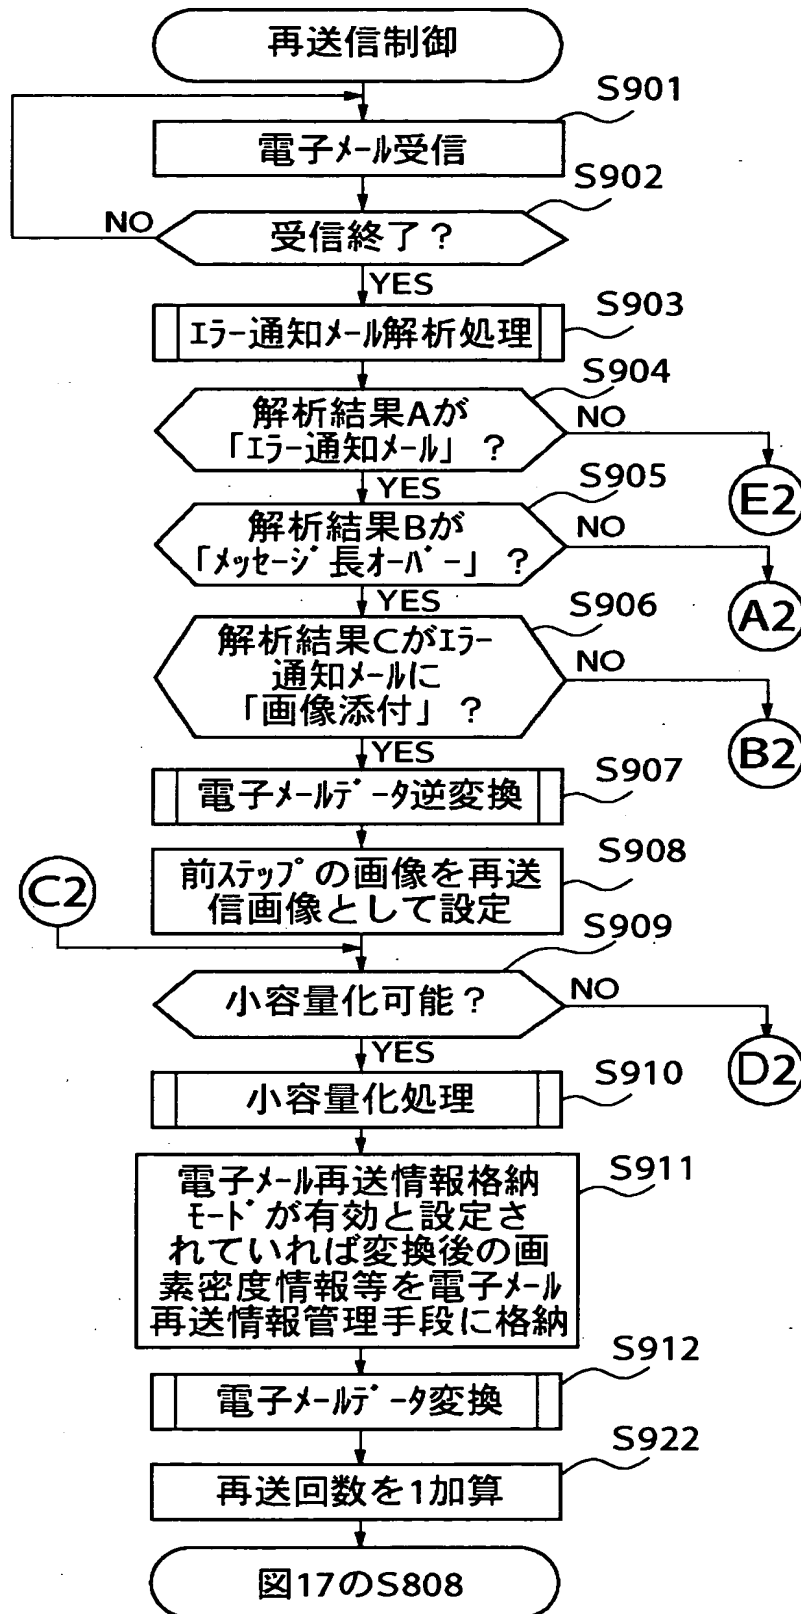 再送信制御
S901
電子メール受信
S902
NO
受信終了？
YES
S903
エラー通知メール解析処理
S904
解析結果Aが
「エラー通知メール」？
NO
E2
YES
S905
解析結果Bが
「メッセージ長オーバー」？
NO
A2
YES
S906
解析結果Cがエラー
通知メールに
「画像添付」？
NO
B2
YES
S907
電子メールデータ逆変換
S908
前ステップの画像を再送
信画像として設定
C2
S909
小容量化可能？
NO
D2
YES
S910
小容量化処理
S911
電子メール再送情報格納
モードが有効と設定さ
れていれば変換後の画
素密度情報等を電子メール
再送情報管理手段に格納
S912
電子メールデータ変換
S922
再送回数を1加算
図17のS808